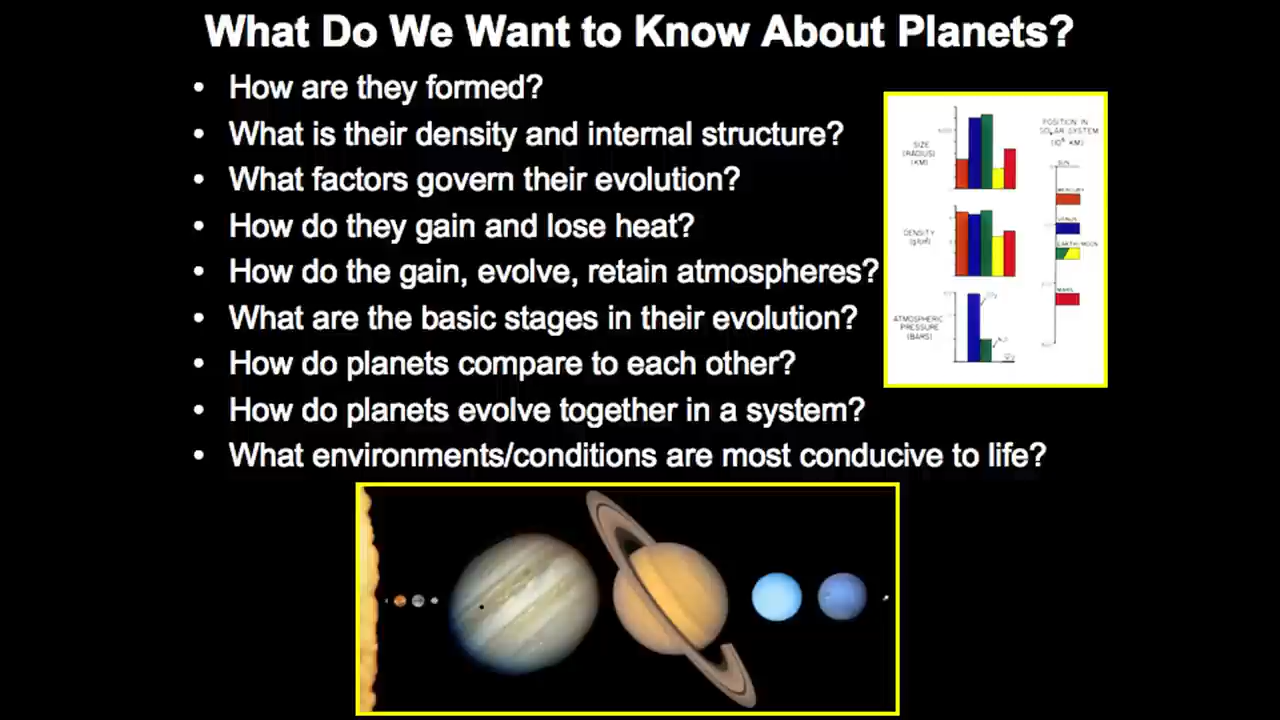 What Do We Want to Know About Planets?
• How are they formed?
• What is their density and internal structure?
• What factors govern their evolution?
• How do they gain and lose heat?
• How do the gain, evolve, retain atmospheres?
• What are the basic stages in their evolution?
• How do planets compare to each other?
• How do planets evolve together in a system?
• What environments/conditions are most conducive to life?
SIZE
(RADIUS)
(KM)
DENSITY
ATMOSPHERIC
PRESSURE
(BARS)
POSITION IN
SOLAR SYSTEM
(10⁶ KM)
SUN
MERCURY
VENUS
EARTH-MOON
MARS